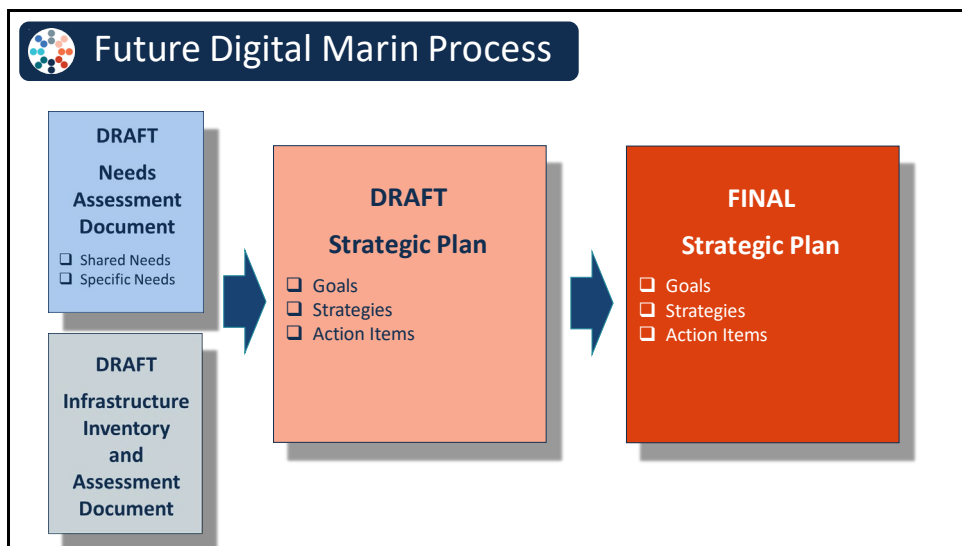 Future Digital Marin Process
DRAFT
Needs
Assessment
Document
❑ Shared Needs
❑ Specific Needs
DRAFT
Infrastructure
Inventory
and
Assessment
Document
DRAFT
Strategic Plan
❑ Goals
❑ Strategies
❑ Action Items
FINAL
Strategic Plan
❑ Goals
❑ Strategies
❑ Action Items